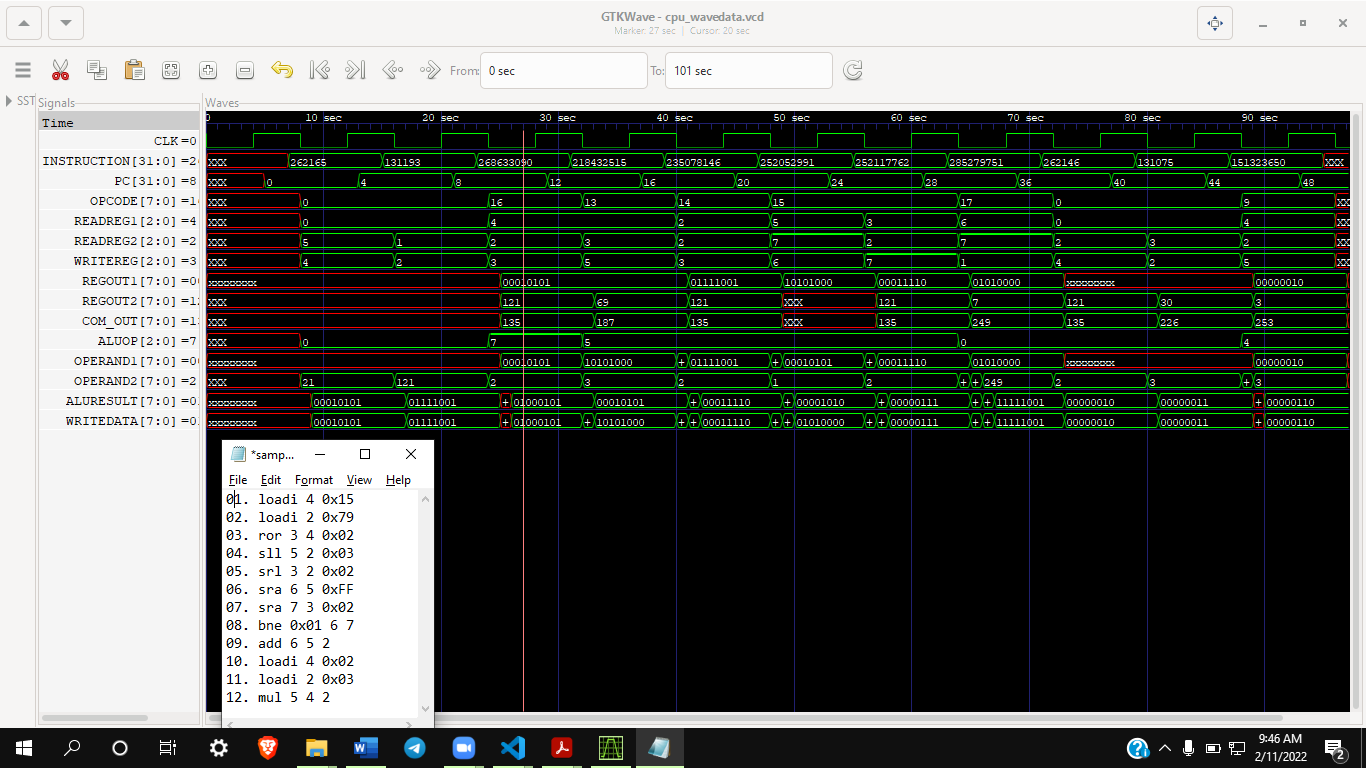 GTKWave - cpu_wavedata.vcd
Marker: 27 sec | Cursor: 20 sec
From: 0 sec To: 101 sec
SST
Signals
Waves
Time
0 10 sec 20 sec 30 sec 40 sec 50 sec 60 sec 70 sec 80 sec 90 sec
CLK =0
INSTRUCTION[31:0] =2 XXX 262165 131193 268633090 218432515 235078146 252052991 252117762 285279751 262146 131075 151323650 XXX
PC[31:0] =8 XXX 0 4 8 12 16 20 24 28 36 40 44 48
OPCODE[7:0] =1 XXX 0 16 13 14 15 17 0 9 XX
READREG1[2:0] =4 XXX 0 4 2 5 3 6 0 4 XX
READREG2[2:0] =2 XXX 5 1 2 3 2 7 2 7 2 3 2 XX
WRITEREG[2:0] =3 XXX 4 2 3 5 3 6 7 1 4 2 5 XX
REGOUT1[7:0] =0 xxxxxxxx 00010101 01111001 10101000 00011110 01010000 xxxxxxxx 00000010
REGOUT2[7:0] =1 XXX 121 69 121 XXX 121 7 121 30 3
COM_OUT[7:0] =1 XXX 135 187 135 XXX 135 249 135 226 253
ALUOP[2:0] =7 XXX 0 7 5 0 4
OPERAND1[7:0] =0 xxxxxxxx 00010101 10101000 + 01111001 + 00010101 + 00011110 01010000 xxxxxxxx 00000010
OPERAND2[7:0] =2 XXX 21 121 2 3 2 1 2 + + 249 2 3 + 3
ALURESULT[7:0] =0 xxxxxxxx 00010101 01111001 + 01000101 00010101 + 00011110 + 00001010 + 00000111 + + 11111001 00000010 00000011 + 00000110
WRITEDATA[7:0] =0 xxxxxxxx 00010101 01111001 + 01000101 + 10101000 + + 00011110 + + 01010000 + + 00000111 + + 11111001 00000010 00000011 + 00000110
*samp...
File Edit Format View Help
01. loadi 4 0x15
02. loadi 2 0x79
03. ror 3 4 0x02
04. sll 5 2 0x03
05. srl 3 2 0x02
06. sra 6 5 0xFF
07. sra 7 3 0x02
08. bne 0x01 6 7
09. add 6 5 2
10. loadi 4 0x02
11. loadi 2 0x03
12. mul 5 4 2
9:46 AM
2/11/2022
2